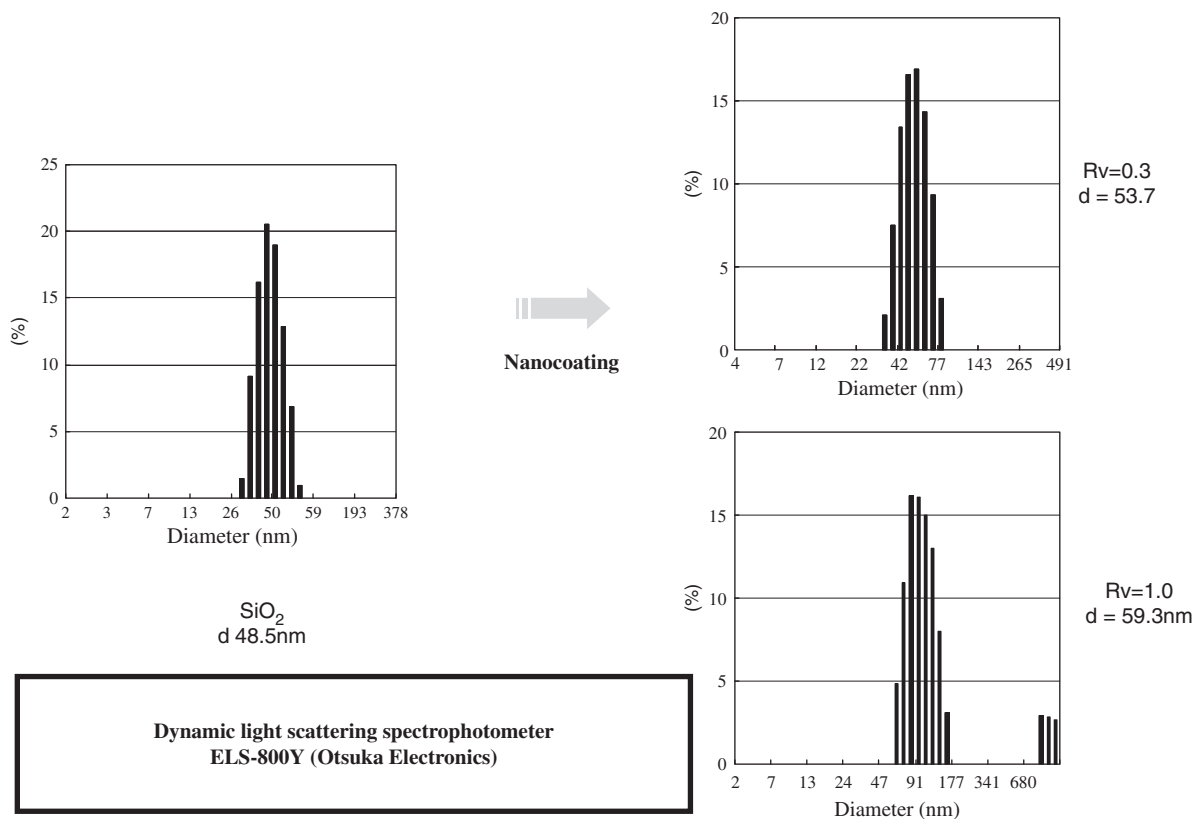 25
20
15
10
5
0
(%)
2 3 7 13 26 50 59 193 378
Diameter (nm)
SiO₂
d 48.5nm
Nanocoating
20
15
10
5
0
(%)
4 7 12 22 42 77 143 265 491
Diameter (nm)
Rv=0.3
d = 53.7
20
15
10
5
0
(%)
2 7 13 24 47 91 177 341 680
Diameter (nm)
Rv=1.0
d = 59.3nm
Dynamic light scattering spectrophotometer
ELS-800Y (Otsuka Electronics)